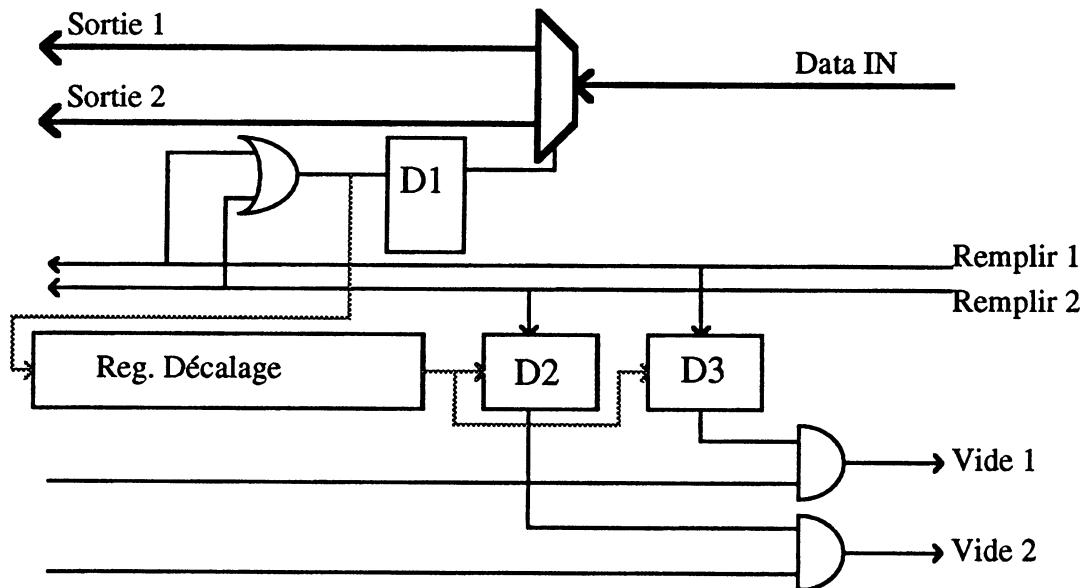 Sortie 1
Data IN
Sortie 2
D1
Remplir 1
Remplir 2
Reg. Décalage
D2
D3
Vide 1
Vide 2